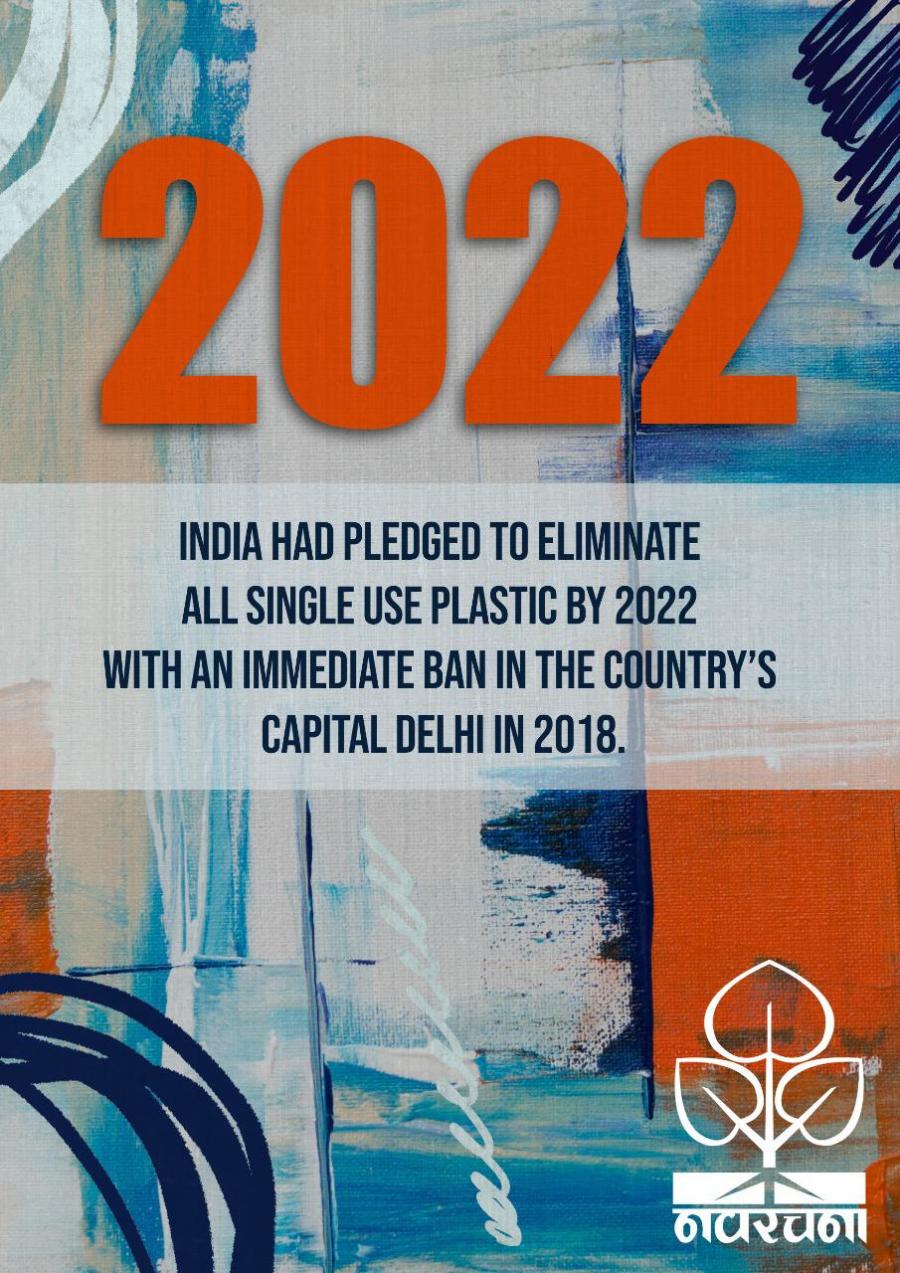 2022
INDIA HAD PLEDGED TO ELIMINATE
ALL SINGLE USE PLASTIC BY 2022
WITH AN IMMEDIATE BAN IN THE COUNTRY'S
CAPITAL DELHI IN 2018.
नवरचना